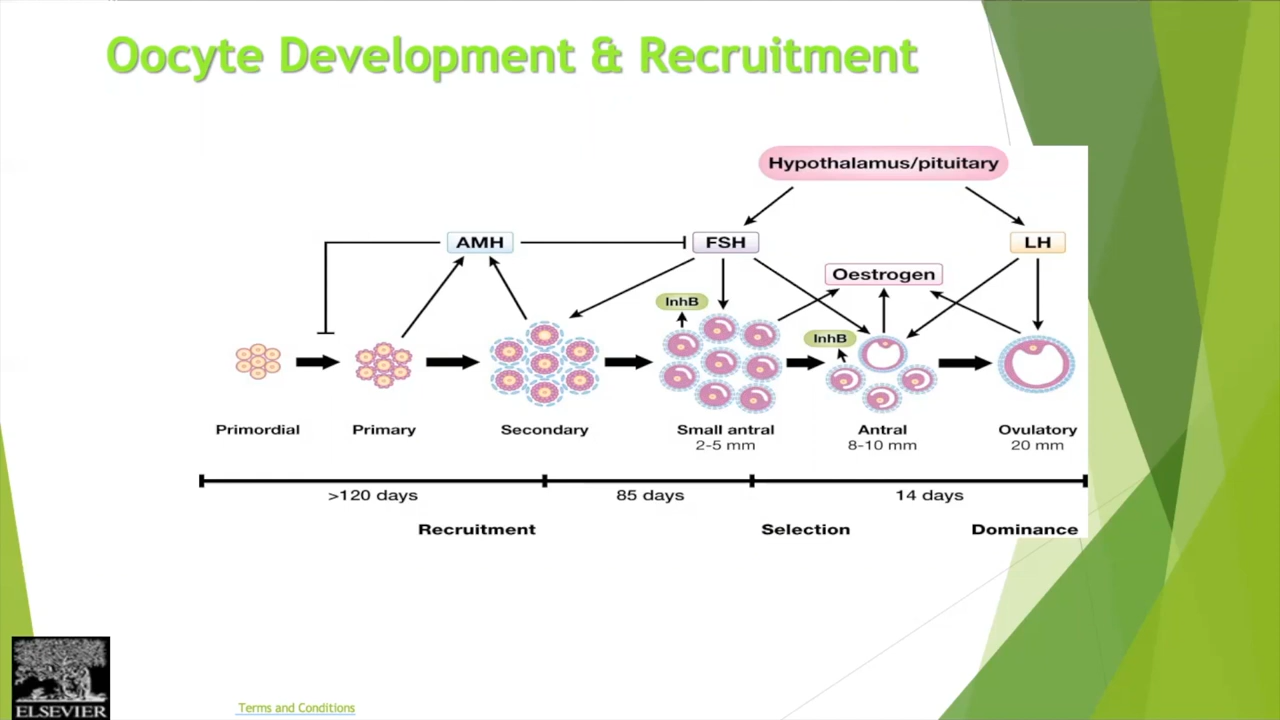 Oocyte Development & Recruitment
Hypothalamus/pituitary
AMH
FSH
LH
Oestrogen
InhB
InhB
Primordial
Primary
Secondary
Small antral
2-5 mm
Antral
8-10 mm
Ovulatory
20 mm
>120 days
85 days
14 days
Recruitment
Selection
Dominance
ELSEVIER
Terms and Conditions